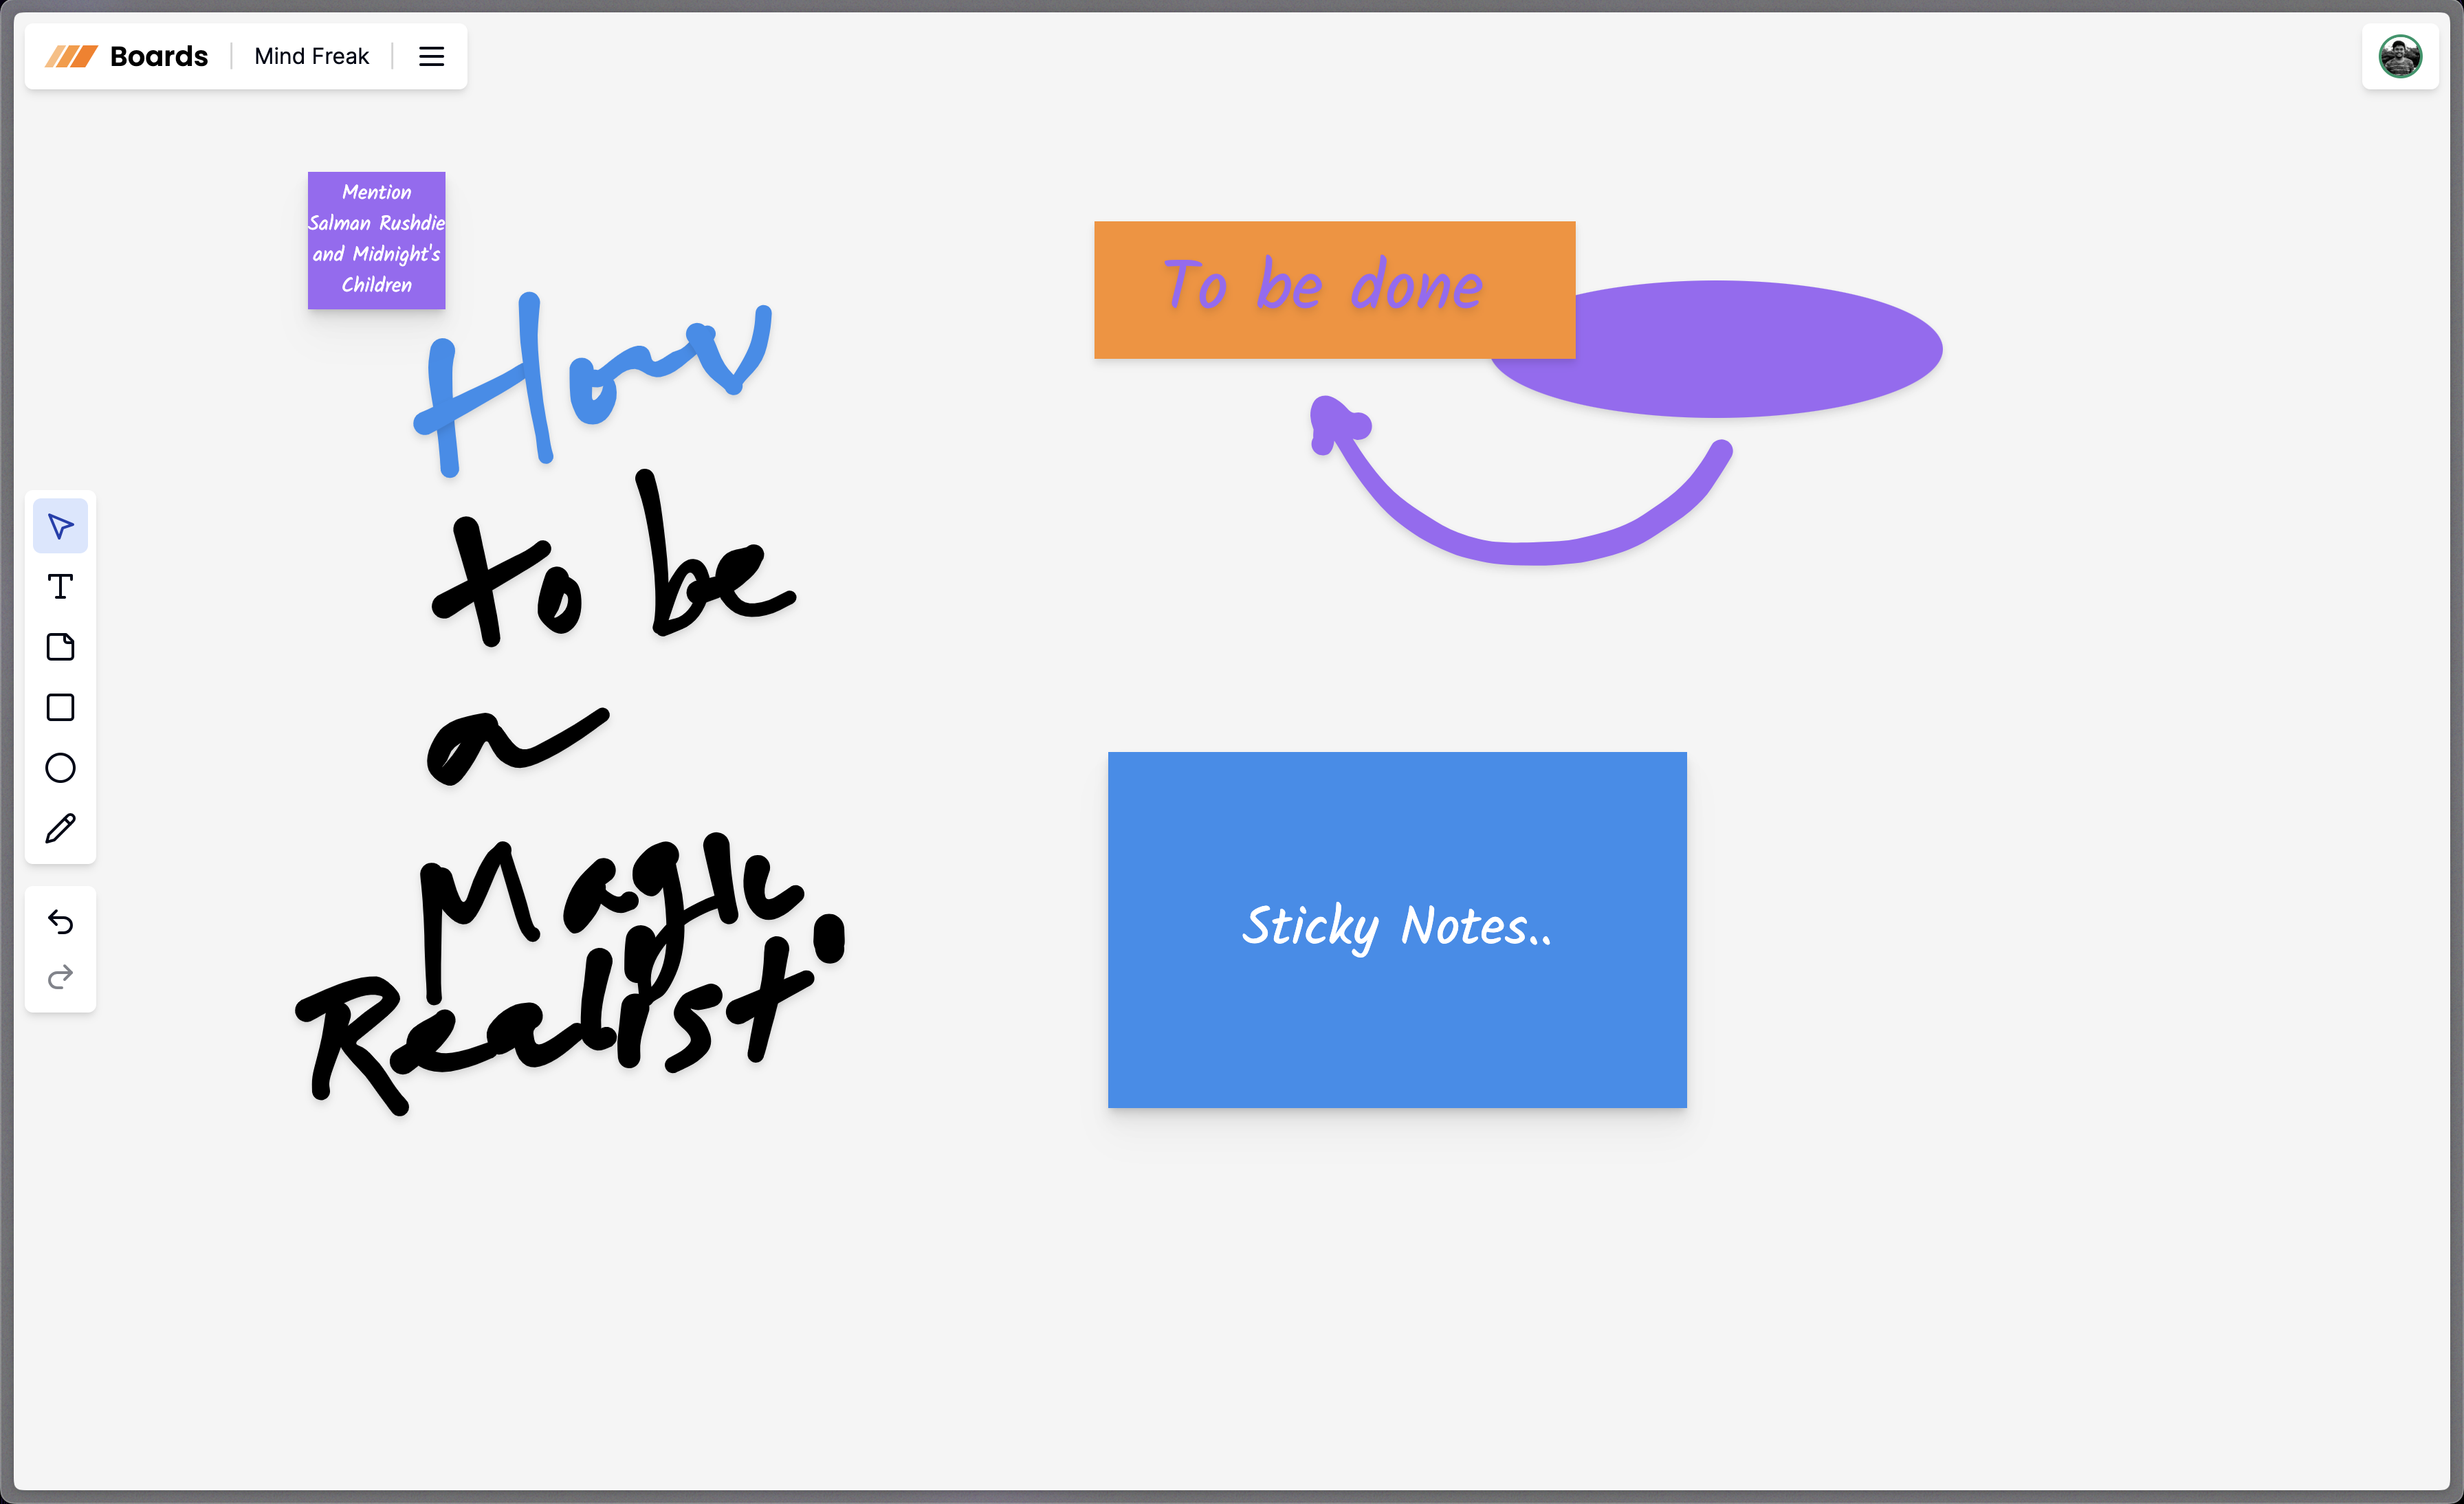 Boards
Mind Freak
Mention
Salman Rushdie
and Midnight's
Children
How
to be
a
Magic
Realist
To be done
T
Sticky Notes..